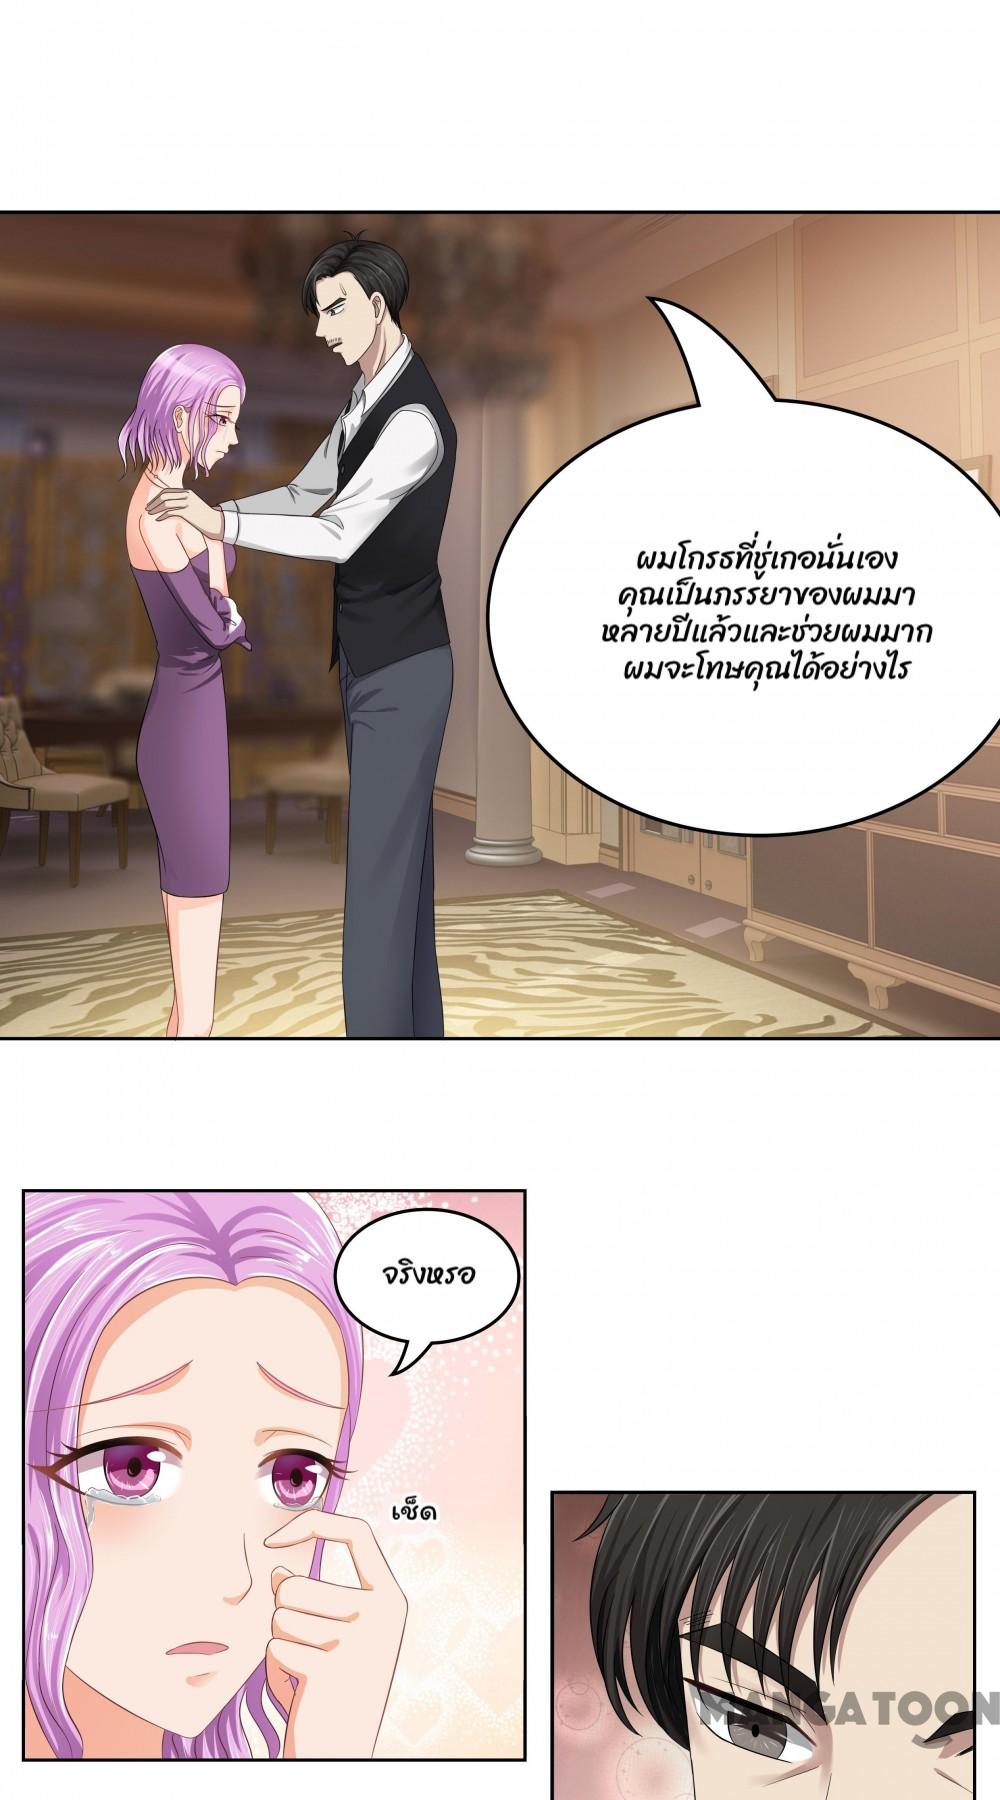 ผมโกรธที่ชู่เกอนั่นเอง
คุณเป็นภรรยาของผมมา
หลายปีแล้วและช่วยผมมาก
ผมจะโทษคุณได้อย่างไร
จริงหรอ
เช็ด
MANGATOON